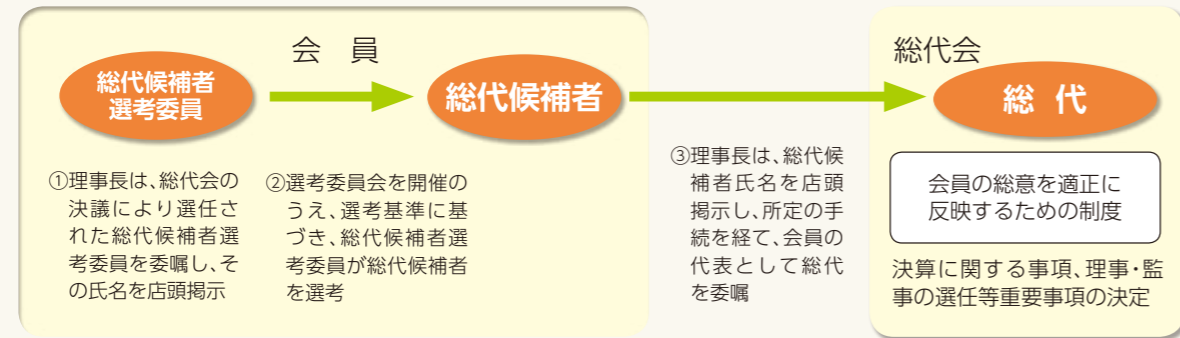 会 員
総代候補者
選考委員
総代候補者
①理事長は、総代会の
決議により選任さ
れた総代候補者選
考委員を委嘱し、そ
の氏名を店頭掲示
②選考委員会を開催の
うえ、選考基準に基
づき、総代候補者選
考委員が総代候補者
を選考
③理事長は、総代候
補者氏名を店頭
掲示し、所定の手
続を経て、会員の
代表として総代
を委嘱
総代会
総 代
会員の総意を適正に
反映するための制度
決算に関する事項、理事・監
事の選任等重要事項の決定